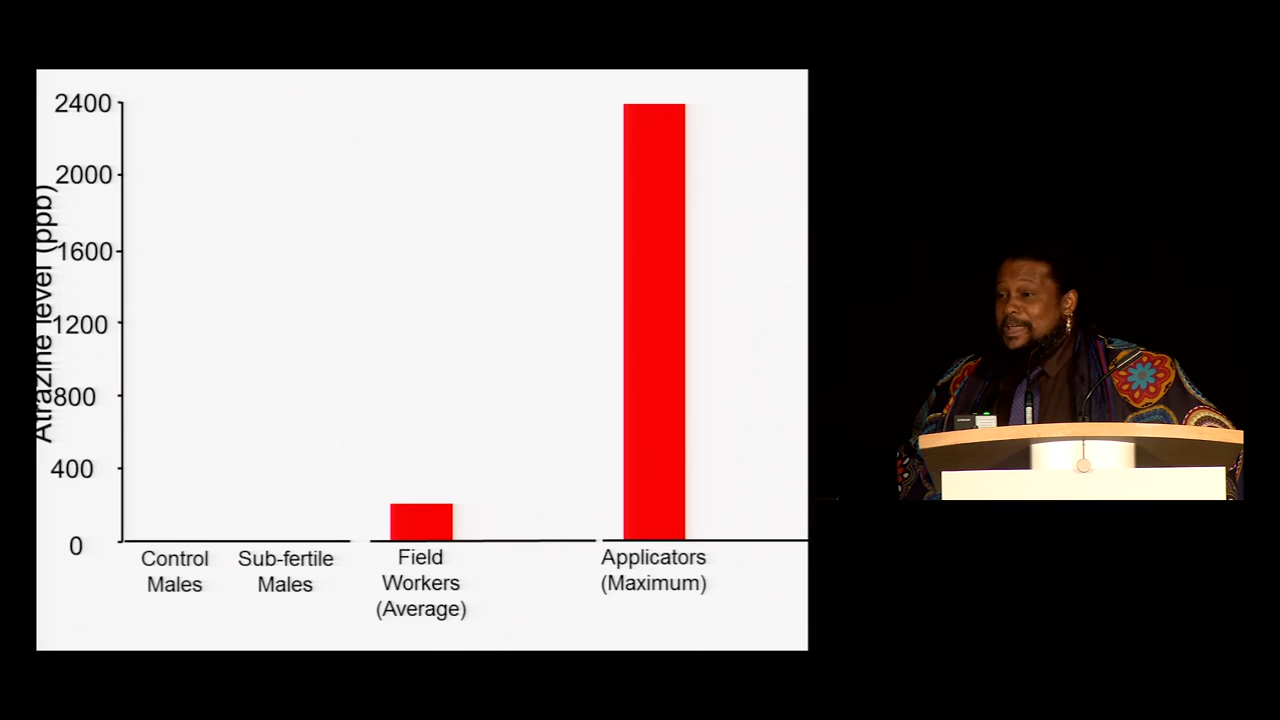 Atrazine level (ppb)
2400
2000
1600
1200
800
400
0
Control
Males
Sub-fertile
Males
Field
Workers
(Average)
Applicators
(Maximum)